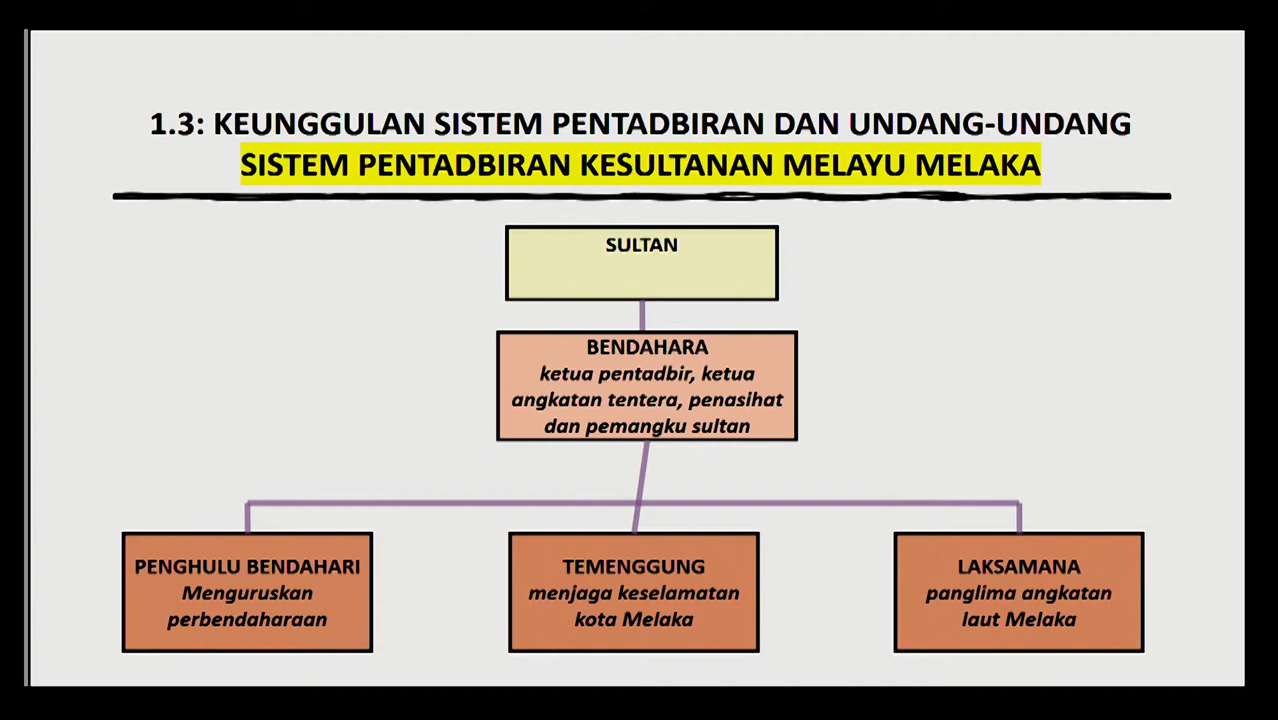 1.3: KEUNGGULAN SISTEM PENTADBIRAN DAN UNDANG-UNDANG
SISTEM PENTADBIRAN KESULTANAN MELAYU MELAKA
SULTAN
BENDAHARA
ketua pentadbir, ketua
angkatan tentera, penasihat
dan pemangku sultan
PENGHULU BENDAHARI
Menguruskan
perbendaharaan
TEMENGGUNG
menjaga keselamatan
kota Melaka
LAKSAMANA
panglima angkatan
laut Melaka